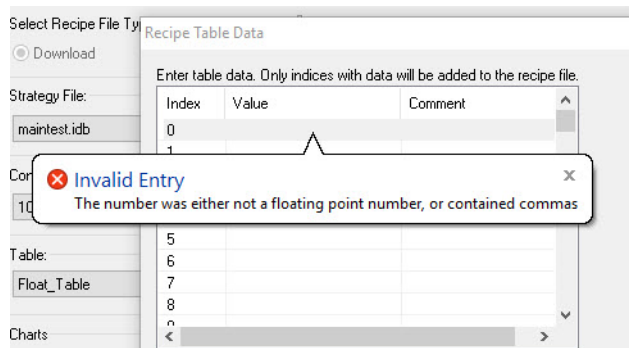 Select Recipe File Ty
Recipe Table Data
Download
Enter table data. Only indices with data will be added to the recipe file.
Strategy File:
Index Value Comment
maintest.idb
0
1
Invalid Entry
The number was either not a floating point number, or contained commas
10
5
Table:
6
Float_Table
7
8
Charts